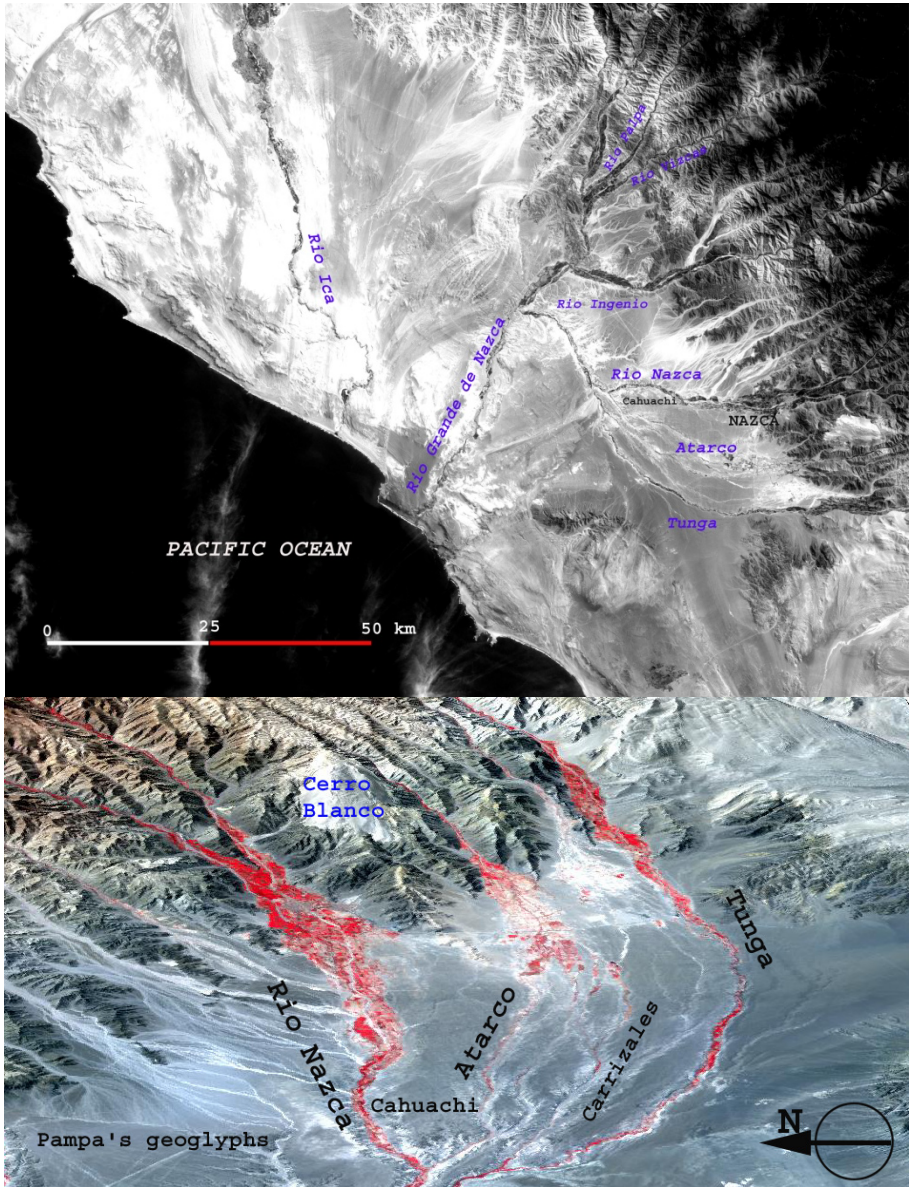 Rio Palpa
Rio Vizcas
Rio Ica
Rio Ingenio
Rio Grande de Nazca
Rio Nazca
Cahuachi
NAZCA
Atarco
Tunga
PACIFIC OCEAN
0 25 50 km
Cerro
Blanco
Tunga
Rio Nazca
Atarco
Carrizales
Cahuachi
Pampa's geoglyphs
N